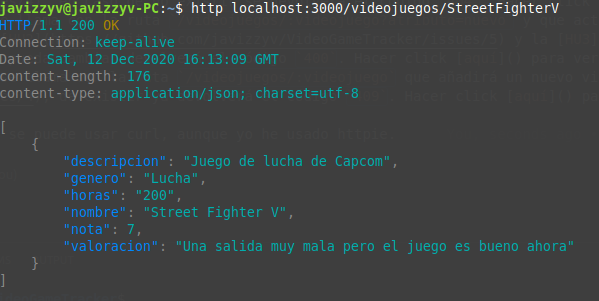 javizzyv@javizzyv-PC:~$ http localhost:3000/videojuegos/StreetFighterV
HTTP/1.1 200 OK
Connection: keep-alive
Date: Sat, 12 Dec 2020 16:13:09 GMT
content-length: 176
content-type: application/json; charset=utf-8
[
{
"descripcion": "Juego de lucha de Capcom",
"genero": "Lucha",
"horas": "200",
"nombre": "Street Fighter V",
"nota": 7,
"valoracion": "Una salida muy mala pero el juego es bueno ahora"
}
]